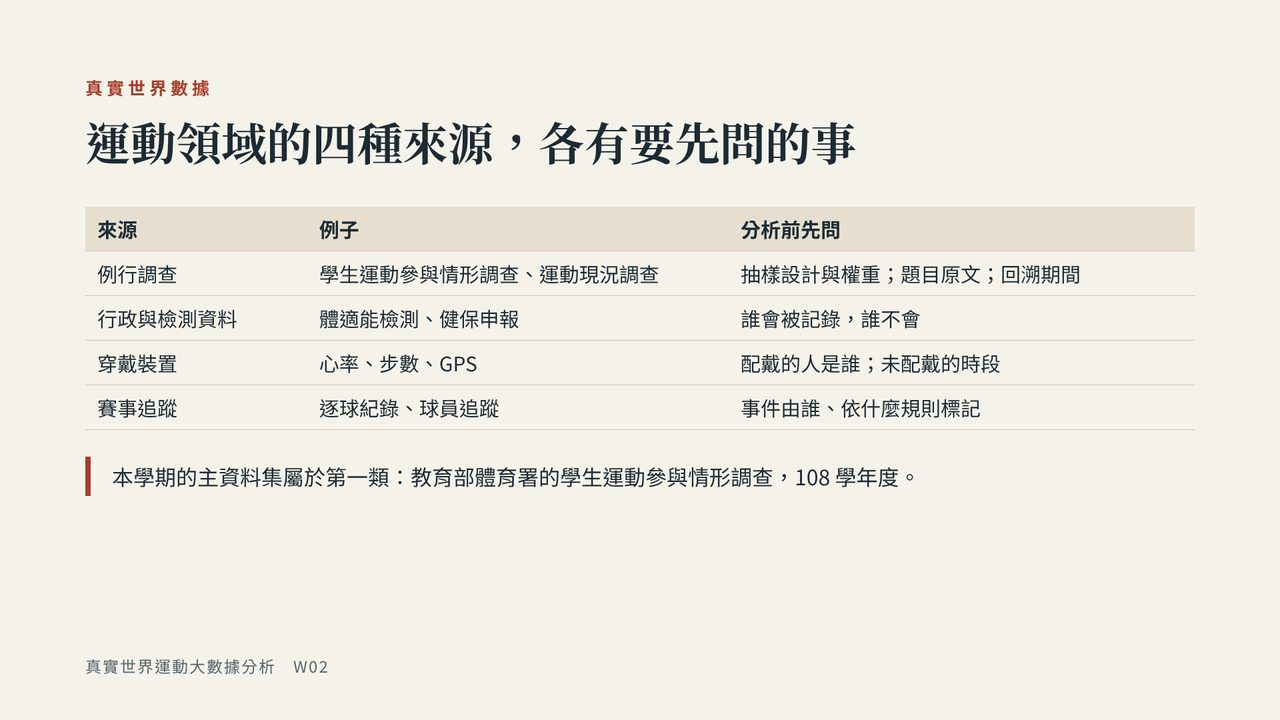 真實世界數據
運動領域的四種來源，各有要先問的事
來源 例子 分析前先問
例行調查 學生運動參與情形調查、運動現況調查 抽樣設計與權重；題目原文；回溯期間
行政與檢測資料 體適能檢測、健保申報 誰會被記錄，誰不會
穿戴裝置 心率、步數、GPS 配戴的人是誰；未配戴的時段
賽事追蹤 逐球紀錄、球員追蹤 事件由誰、依什麼規則標記
本學期的主資料集屬於第一類：教育部體育署的學生運動參與情形調查，108 學年度。
真實世界運動大數據分析 W02